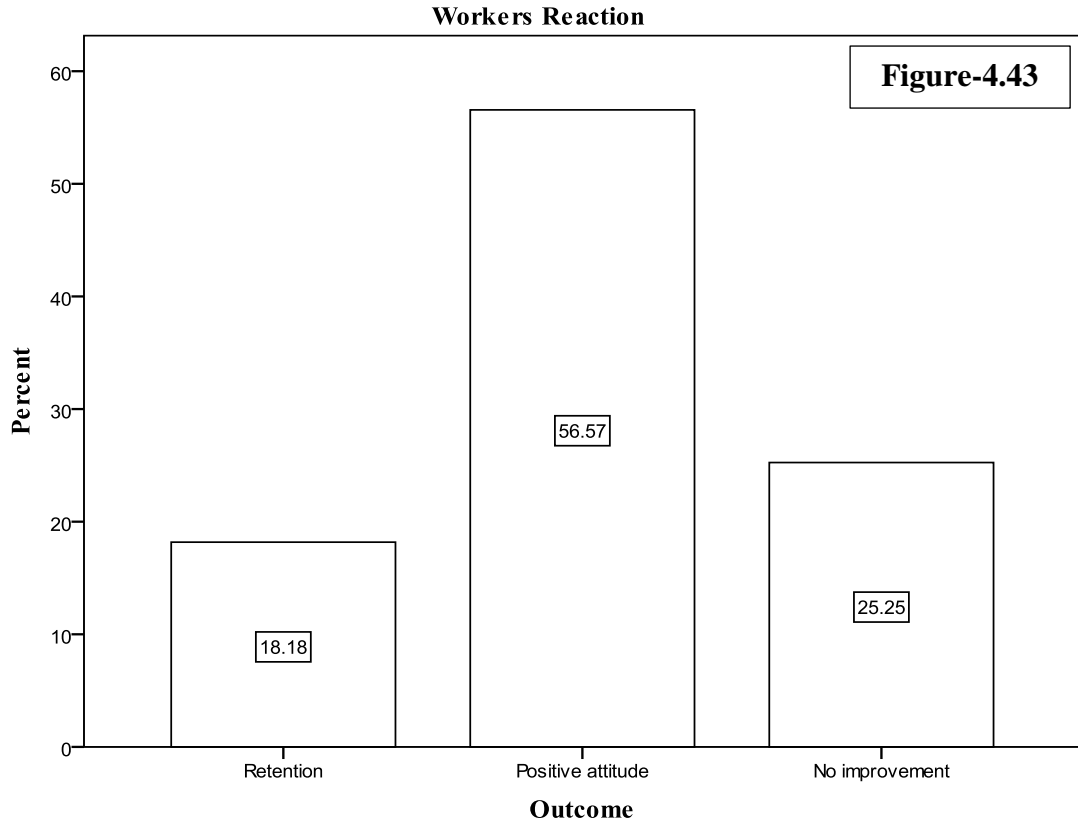 Workers Reaction
Figure-4.43
60
50
40
30
20
10
0
Percent
18.18
56.57
25.25
Retention
Positive attitude
No improvement
Outcome